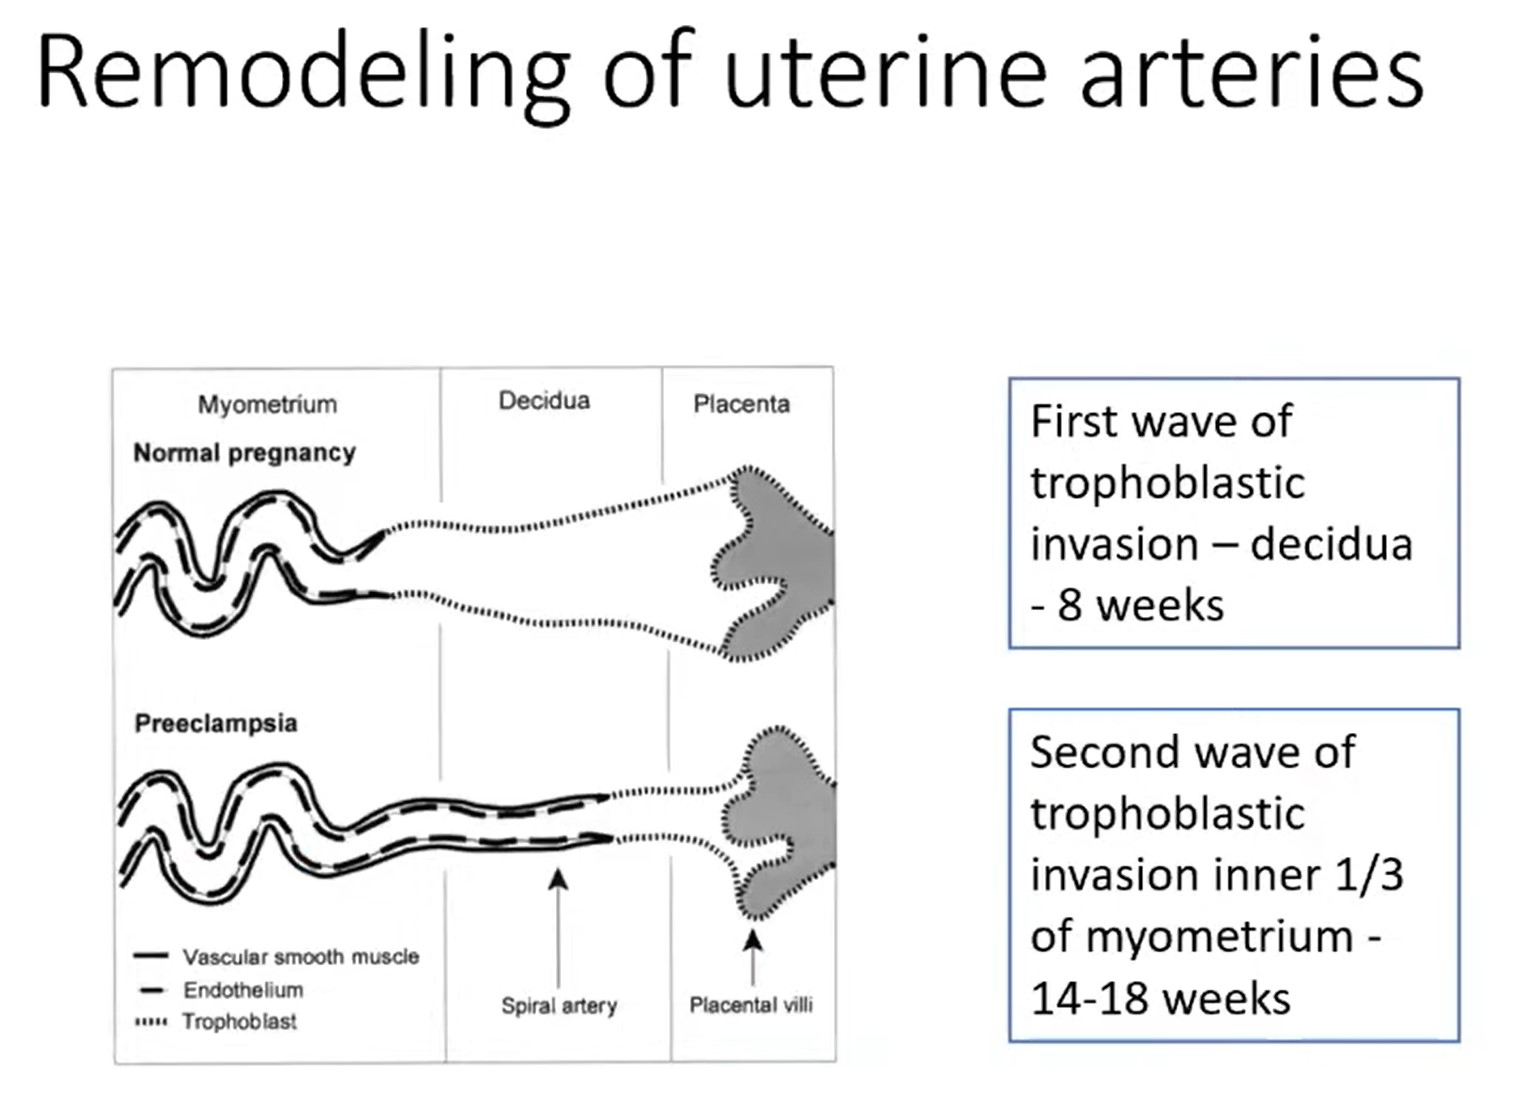 Remodeling of uterine arteries
Myometrium
Decidua
Placenta
Normal pregnancy
Preeclampsia
Vascular smooth muscle
Endothelium
Trophoblast
Spiral artery
Placental villi
First wave of
trophoblastic
invasion – decidua
- 8 weeks
Second wave of
trophoblastic
invasion inner 1/3
of myometrium -
14-18 weeks